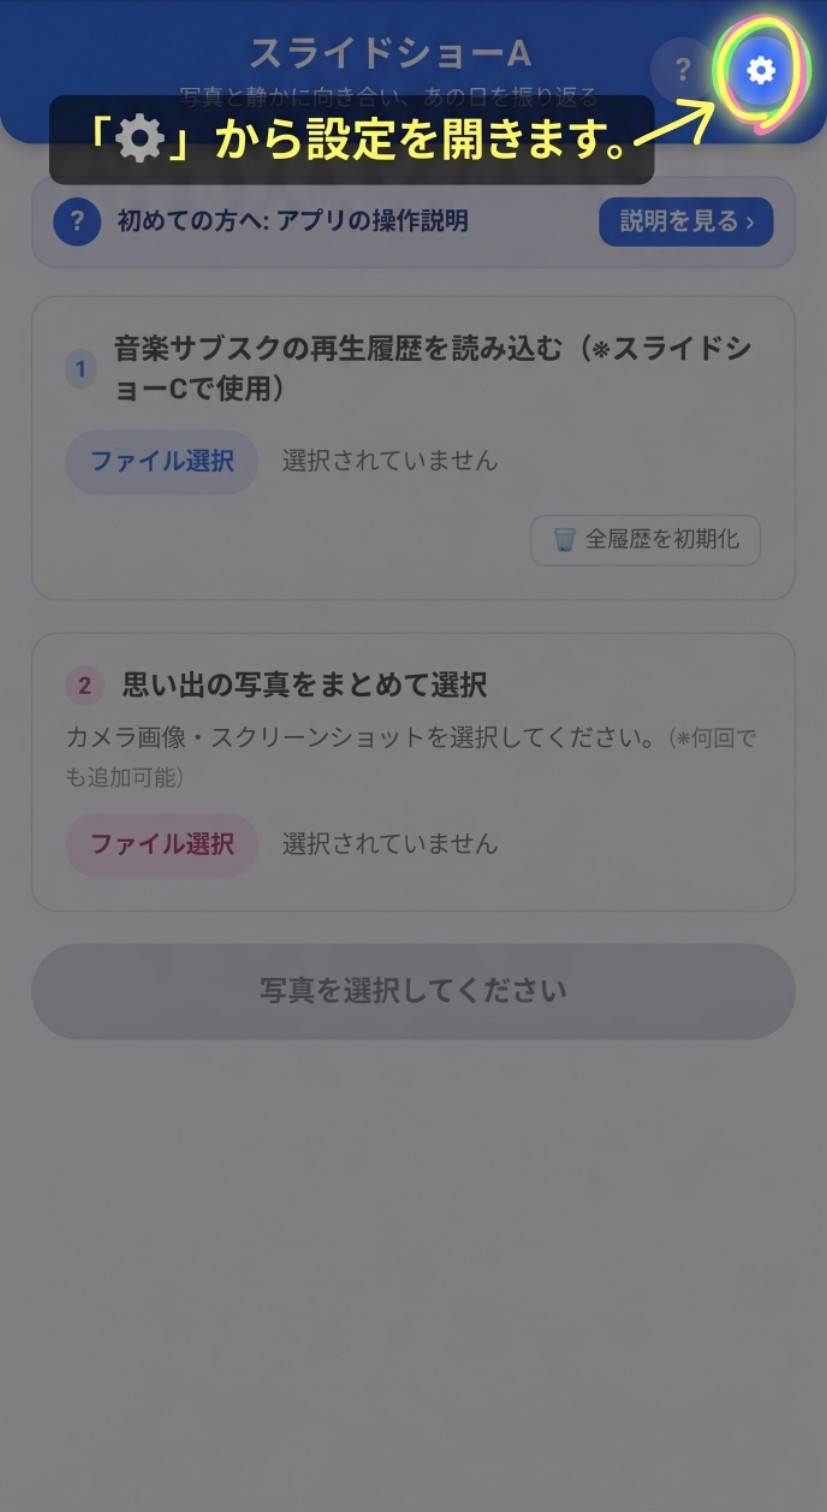 スライドショーA
?
写真と静かに向き合い、あの日を振り返る
「⚙」から設定を開きます。
? 初めての方へ: アプリの操作説明 説明を見る ›
1 音楽サブスクの再生履歴を読み込む（※スライドシ
ョーCで使用）
ファイル選択 選択されていません
🗑️ 全履歴を初期化
2 思い出の写真をまとめて選択
カメラ画像・スクリーンショットを選択してください。（※何回で
も追加可能）
ファイル選択 選択されていません
写真を選択してください